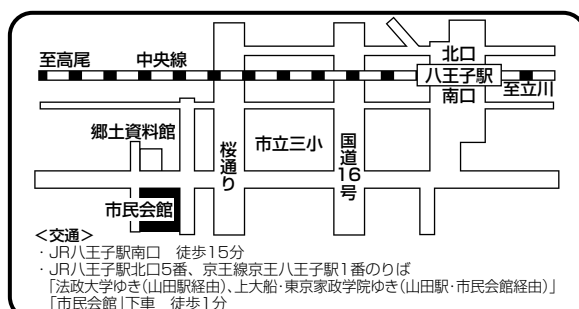 至高尾
中央線
北口
八王子駅
南口
至立川
郷土資料館
桜通り
市立三小
国道16号
市民会館
<交通>
・JR八王子駅南口 徒歩15分
・JR八王子駅北口5番、京王線京王八王子駅1番のりば
「法政大学ゆき(山田駅経由)、上大船・東京家政学院ゆき(山田駅・市民会館経由)」
「市民会館」下車 徒歩1分